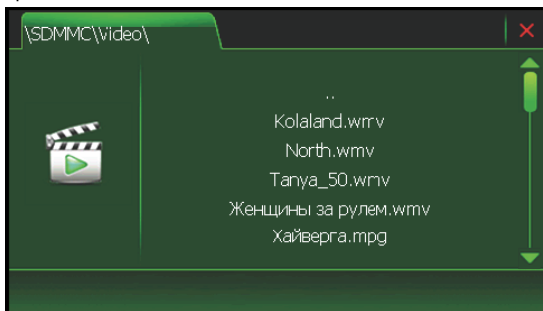 \SDMMC\Video\
..
Kolaland.wmv
North.wmv
Tanya_50.wmv
Женщины за рулем.wmv
Хайверга.mpg